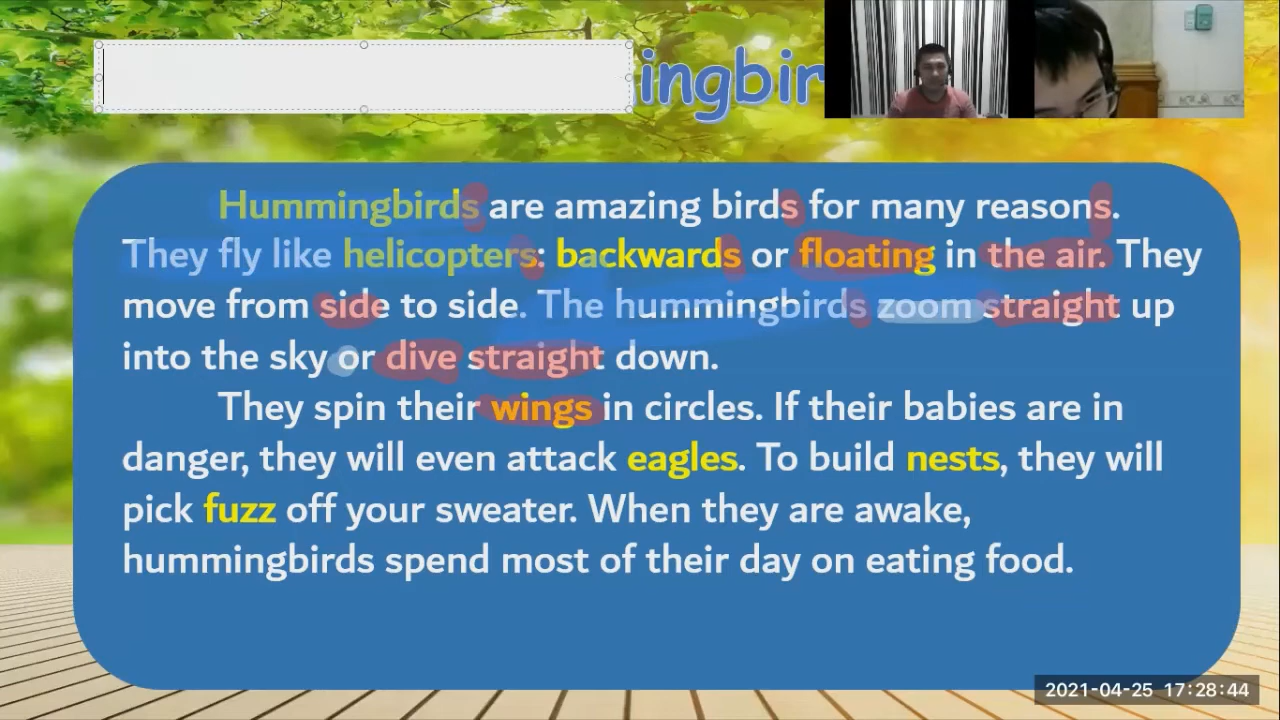 ingbir
Hummingbirds are amazing birds for many reasons.
They fly like helicopters: backwards or floating in the air. They
move from side to side. The hummingbirds zoom straight up
into the sky or dive straight down.
They spin their wings in circles. If their babies are in
danger, they will even attack eagles. To build nests, they will
pick fuzz off your sweater. When they are awake,
hummingbirds spend most of their day on eating food.
2021-04-25 17:28:44